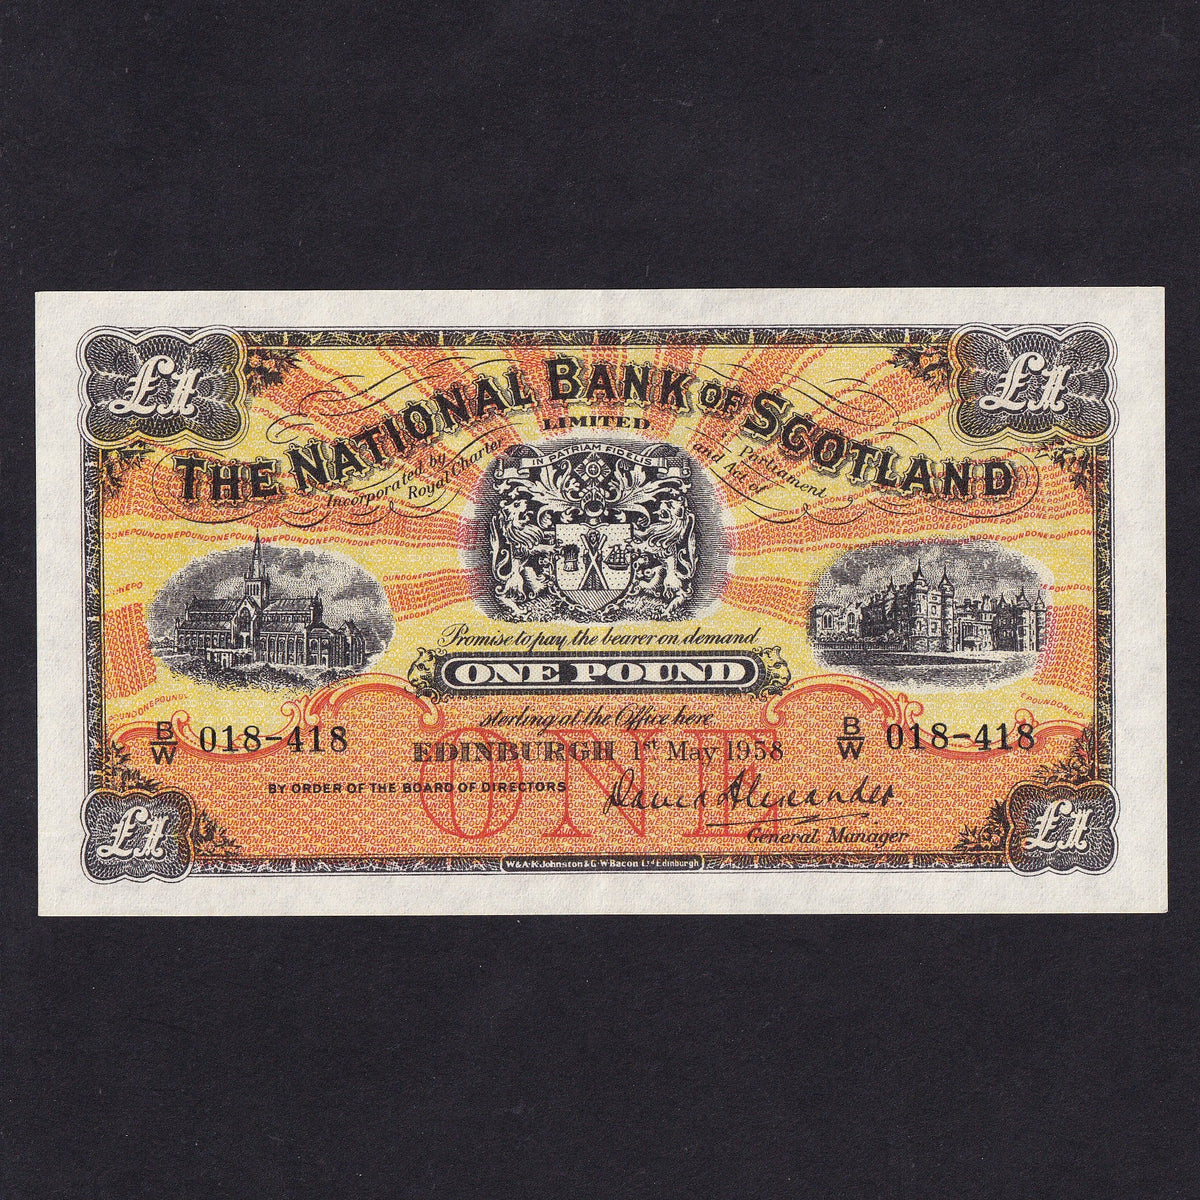 £1 £1
THE NATIONAL BANK OF SCOTLAND
LIMITED
Incorporated by Royal Charter and Act of Parliament
IN PATRIAM FIDELIS
Promise to pay the bearer on demand
ONE POUND
sterling at the Office here
B/W 018-418 B/W 018-418
EDINBURGH 1st May 1958
ONE
BY ORDER OF THE BOARD OF DIRECTORS David Alexander.
General Manager
£1 £1
W. & A. K. Johnston & G. W. Bacon Ltd Edinburgh